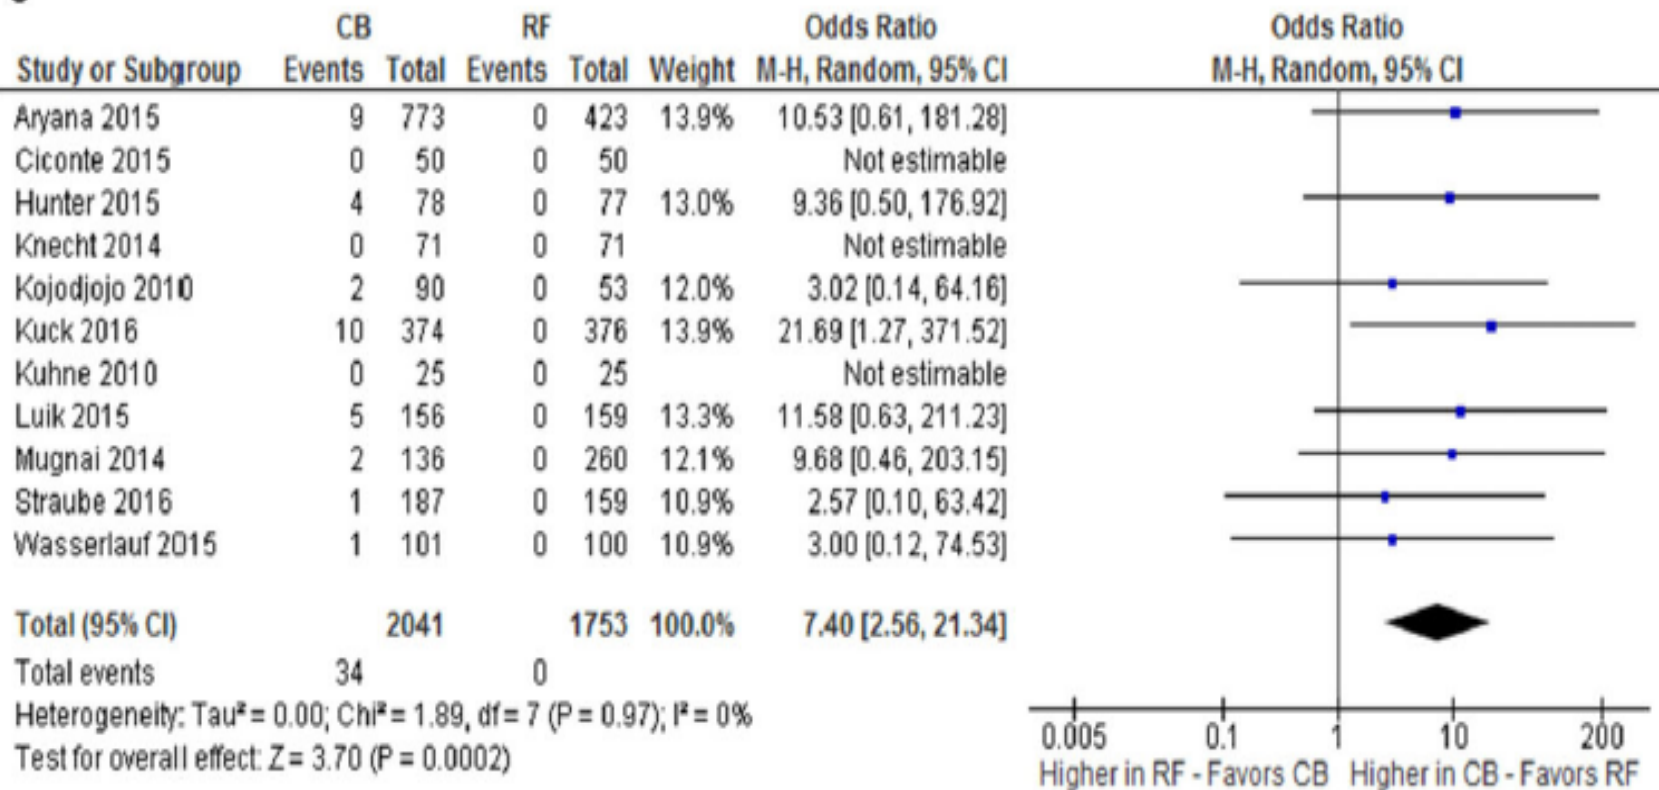 CB RF Odds Ratio Odds Ratio
Study or Subgroup Events Total Events Total Weight M-H, Random, 95% CI M-H, Random, 95% CI
Aryana 2015 9 773 0 423 13.9% 10.53 [0.61, 181.28]
Ciconte 2015 0 50 0 50 Not estimable
Hunter 2015 4 78 0 77 13.0% 9.36 [0.50, 176.92]
Knecht 2014 0 71 0 71 Not estimable
Kojodjojo 2010 2 90 0 53 12.0% 3.02 [0.14, 64.16]
Kuck 2016 10 374 0 376 13.9% 21.69 [1.27, 371.52]
Kuhne 2010 0 25 0 25 Not estimable
Luik 2015 5 156 0 159 13.3% 11.58 [0.63, 211.23]
Mugnai 2014 2 136 0 260 12.1% 9.68 [0.46, 203.15]
Straube 2016 1 187 0 159 10.9% 2.57 [0.10, 63.42]
Wasserlauf 2015 1 101 0 100 10.9% 3.00 [0.12, 74.53]
Total (95% CI) 2041 1753 100.0% 7.40 [2.56, 21.34]
Total events 34 0
Heterogeneity: Tau² = 0.00; Chi² = 1.89, df = 7 (P = 0.97); I² = 0%
Test for overall effect: Z = 3.70 (P = 0.0002)
0.005 0.1 1 10 200
Higher in RF - Favors CB Higher in CB - Favors RF